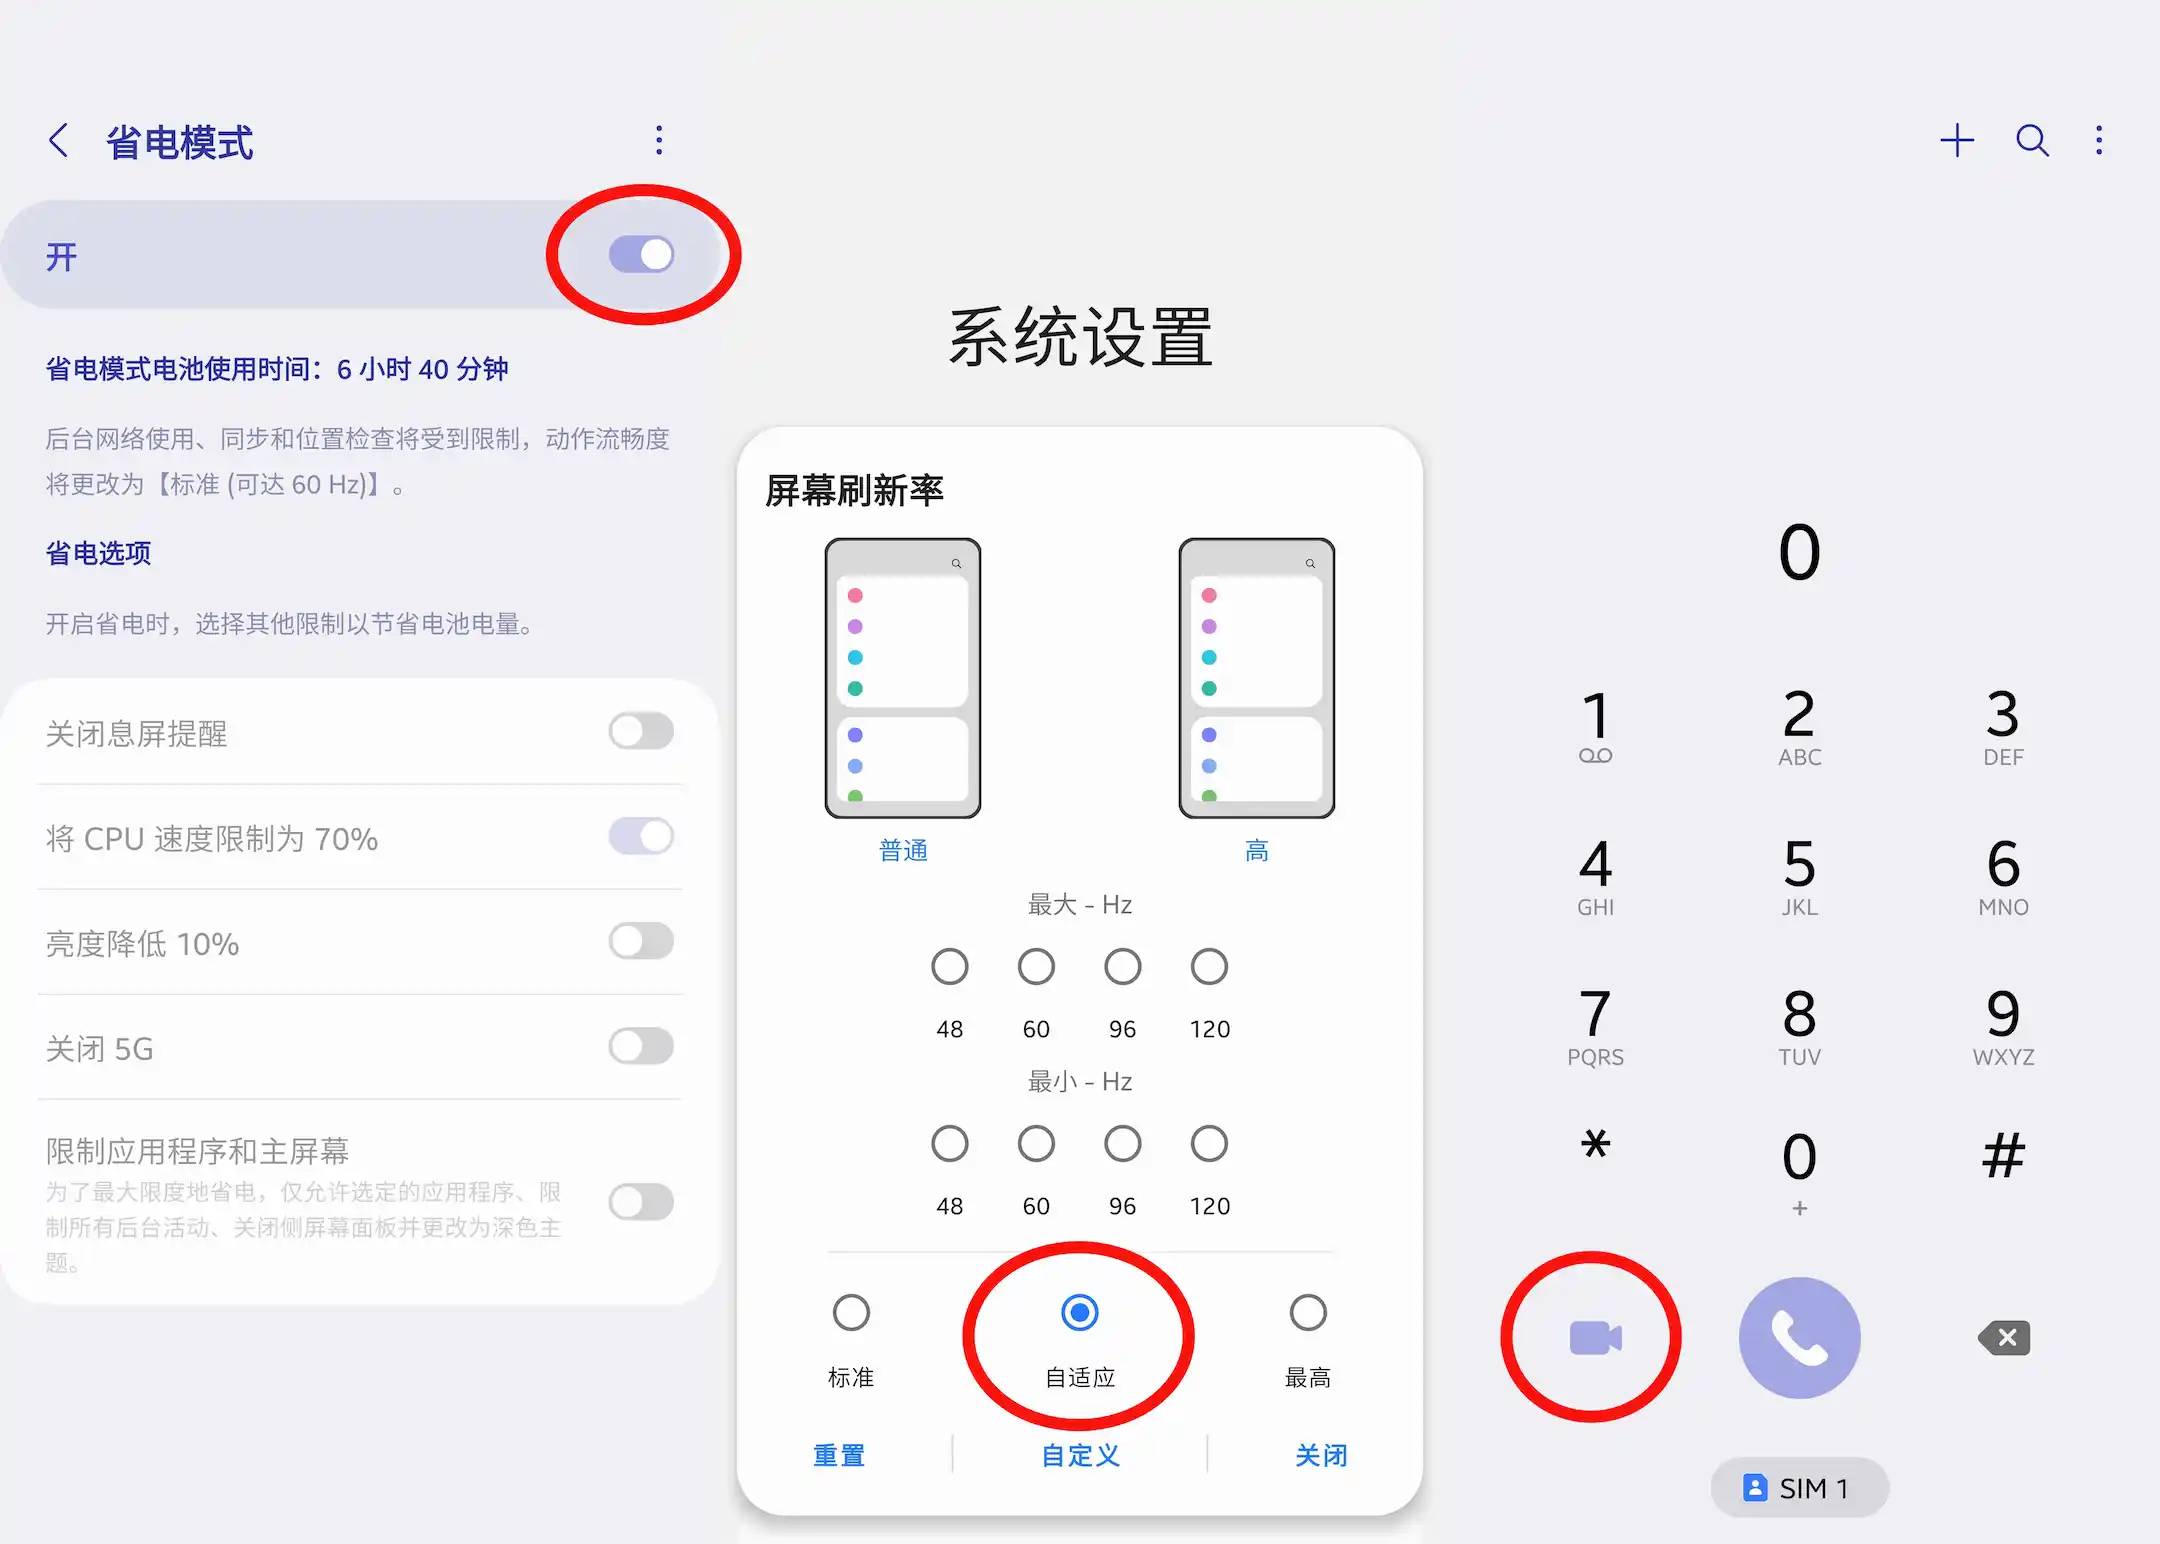 省电模式
开
省电模式电池使用时间：6 小时 40 分钟
后台网络使用、同步和位置检查将受到限制，动作流畅度
将更改为【标准 (可达 60 Hz)】。
省电选项
开启省电时，选择其他限制以节省电池电量。
关闭息屏提醒
将 CPU 速度限制为 70%
亮度降低 10%
关闭 5G
限制应用程序和主屏幕
为了最大限度地省电，仅允许选定的应用程序、限
制所有后台活动、关闭侧屏幕面板并更改为深色主
题。
系统设置
屏幕刷新率
普通 高
最大 - Hz
48 60 96 120
最小 - Hz
48 60 96 120
标准 自适应 最高
重置 自定义 关闭
0
1 2 3
ABC DEF
4 5 6
GHI JKL MNO
7 8 9
PQRS TUV WXYZ
* 0 #
+
SIM 1